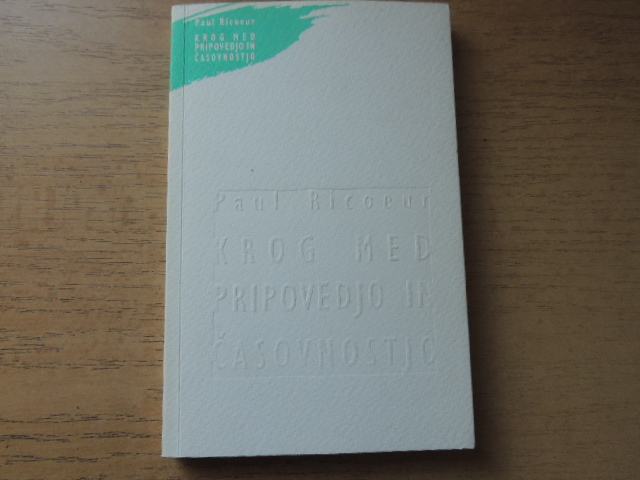 Paul Ricoeur
KROG MED
PRIPOVEDJO IN
ČASOVNOSTJO
Paul Ricoeur
KROG MED
PRIPOVEDJO IN
ČASOVNOSTJO